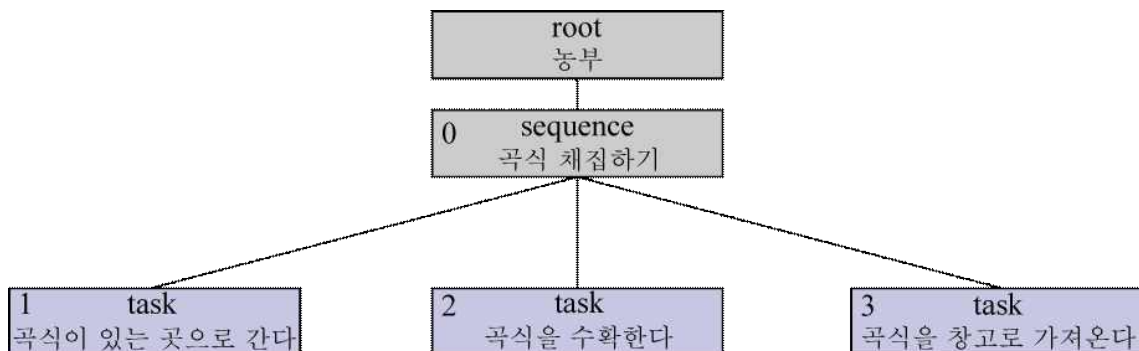 root
농부
0
sequence
곡식 채집하기
1
task
곡식이 있는 곳으로 간다
2
task
곡식을 수확한다
3
task
곡식을 창고로 가져온다